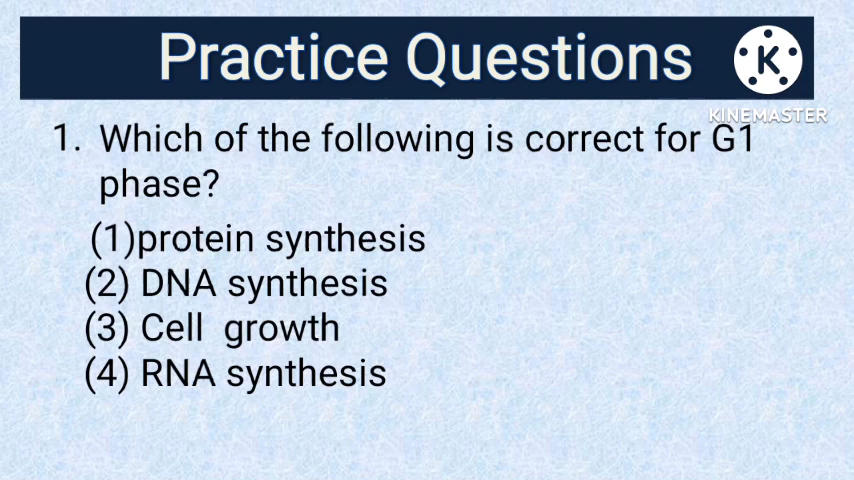 Practice Questions
K
KINEMASTER
1. Which of the following is correct for G1
phase?
(1)protein synthesis
(2) DNA synthesis
(3) Cell growth
(4) RNA synthesis